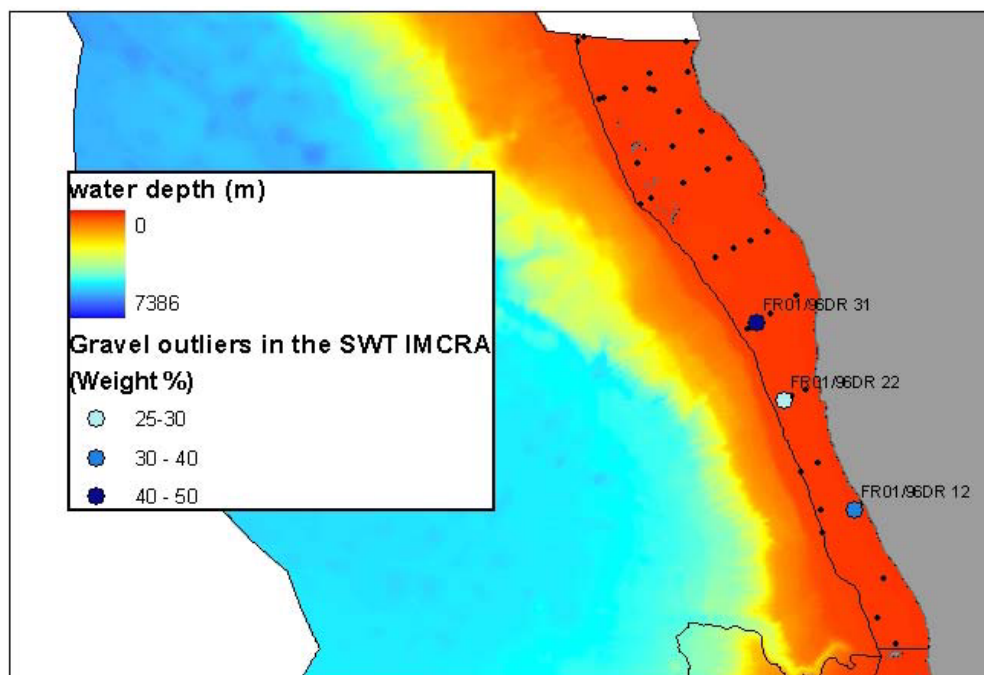 water depth (m)
0
7386
Gravel outliers in the SWT IMCRA
(Weight %)
25-30
30 - 40
40 - 50
FR01/96DR 31
FR01/96DR 22
FR01/96DR 12